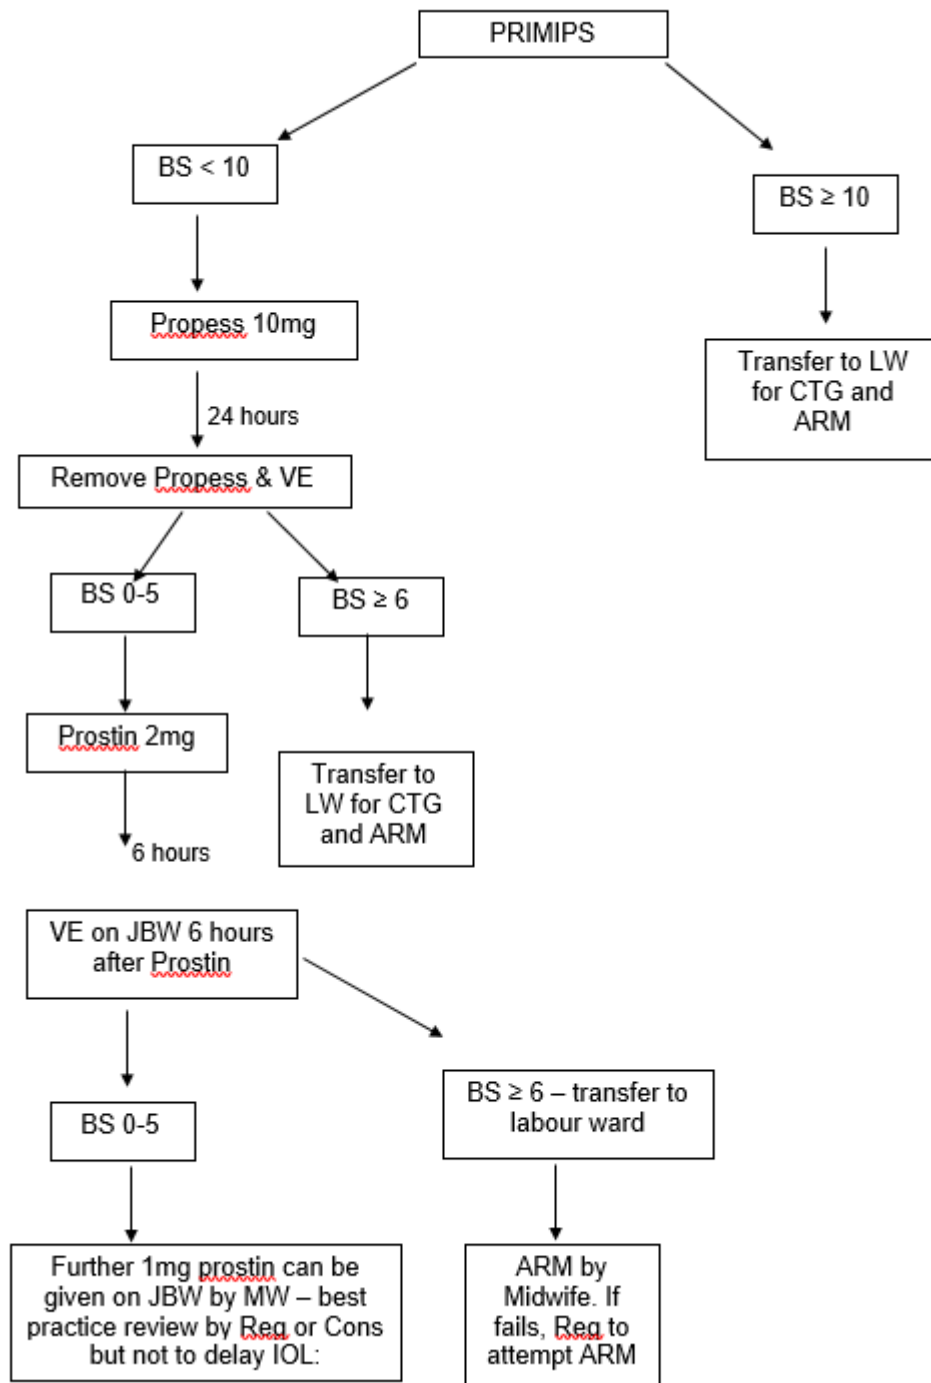 PRIMIPS
BS < 10
BS ≥ 10
Propess 10mg
Transfer to LW
for CTG and
ARM
24 hours
Remove Propess & VE
BS 0-5
BS ≥ 6
Prostin 2mg
Transfer to
LW for CTG
and ARM
6 hours
VE on JBW 6 hours
after Prostin
BS ≥ 6 – transfer to
labour ward
BS 0-5
Further 1mg prostin can be
given on JBW by MW – best
practice review by Reg or Cons
but not to delay IOL:
ARM by
Midwife. If
fails, Reg to
attempt ARM